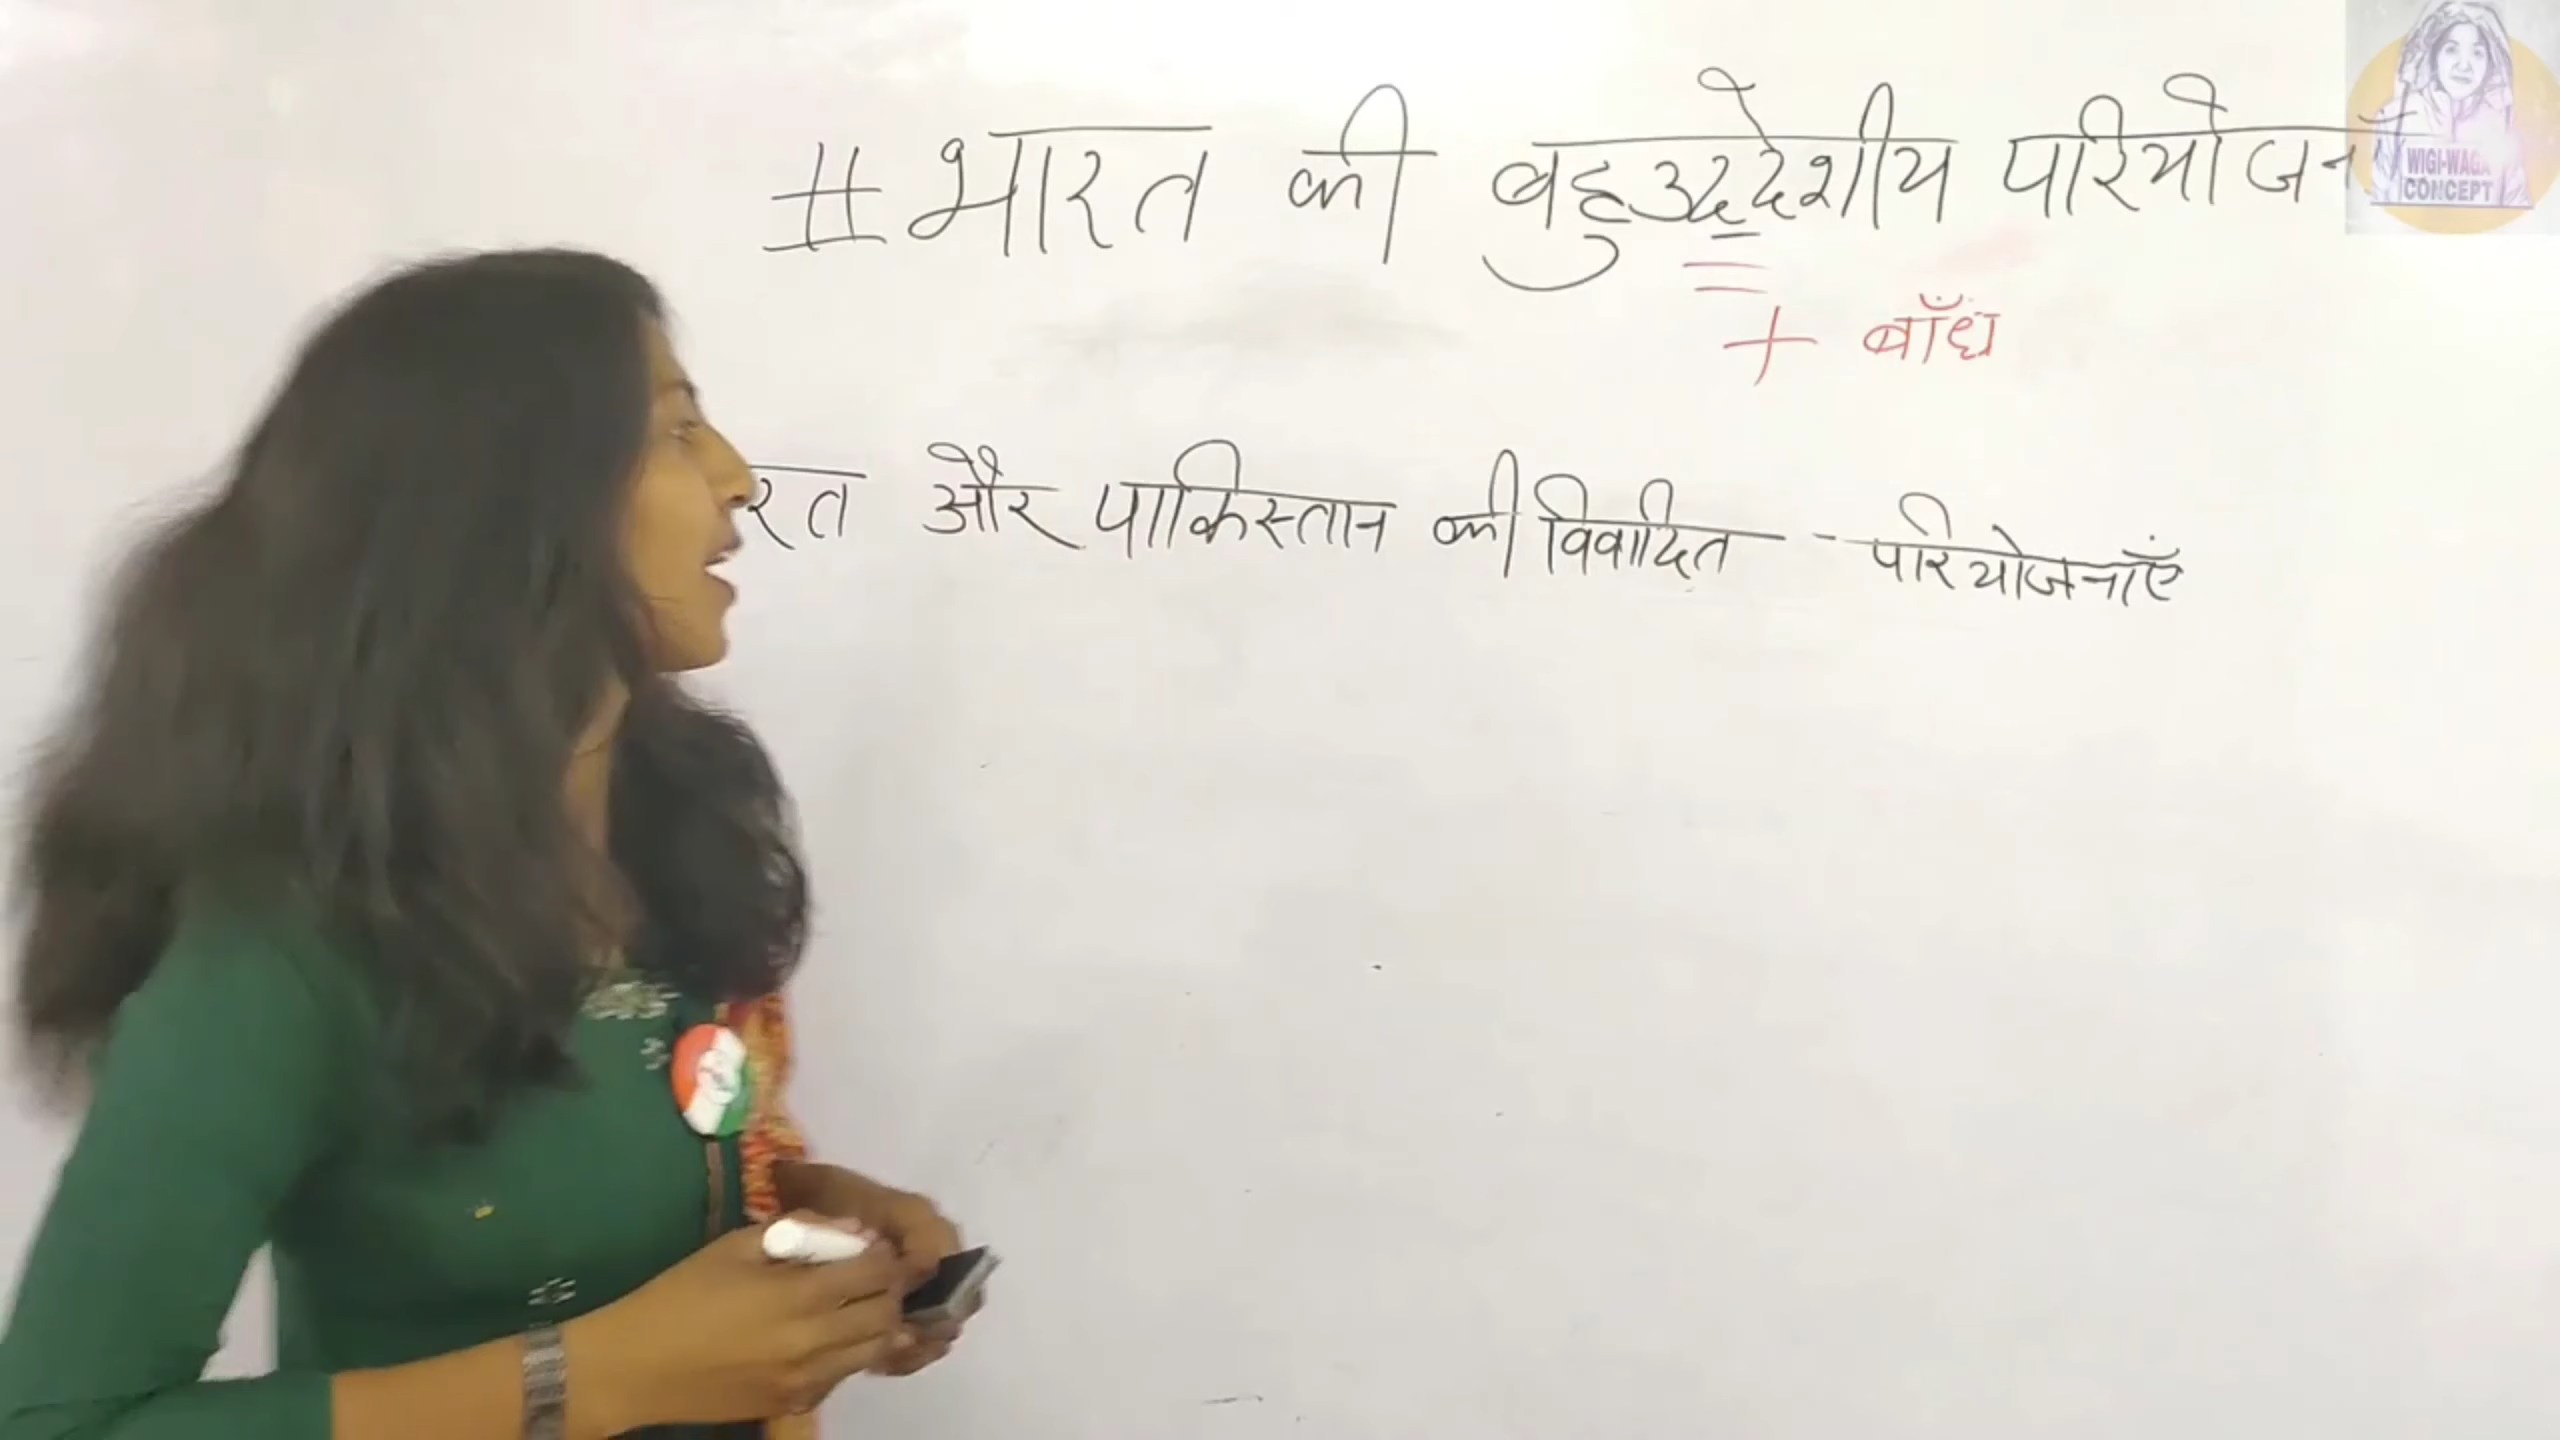 # भारत की बहुउद्देशीय परियोजन
+ बाँध
रत और पाकिस्तान की विवादित - परियोजनाएँ
WIGI-WAGA
CONCEPT